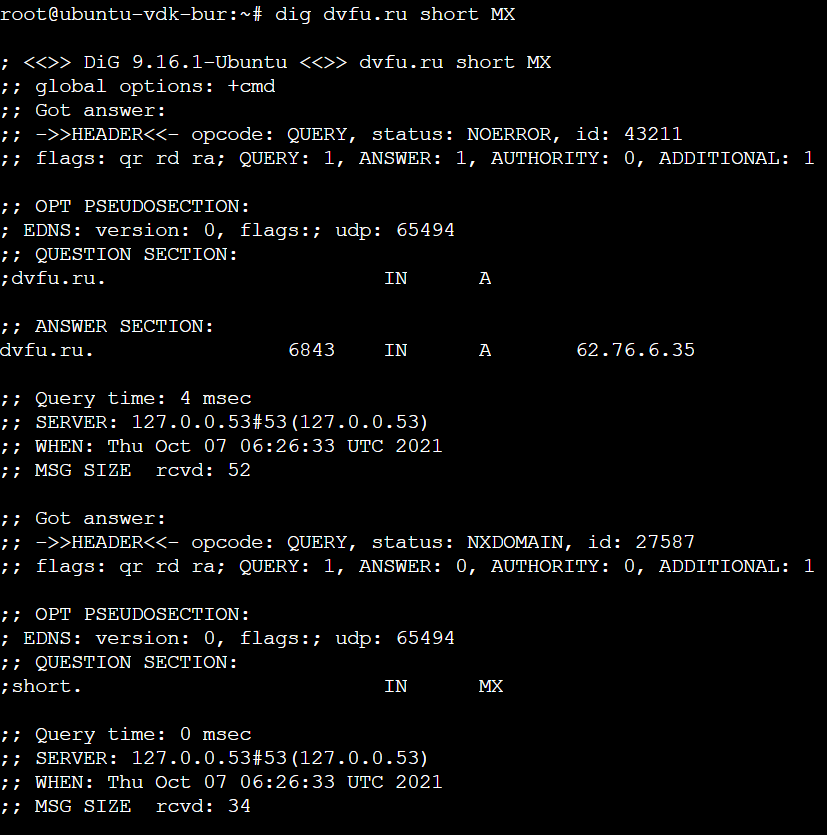 root@ubuntu-vdk-bur:~# dig dvfu.ru short MX
; <<>> DiG 9.16.1-Ubuntu <<>> dvfu.ru short MX
;; global options: +cmd
;; Got answer:
;; ->>HEADER<<- opcode: QUERY, status: NOERROR, id: 43211
;; flags: qr rd ra; QUERY: 1, ANSWER: 1, AUTHORITY: 0, ADDITIONAL: 1
;; OPT PSEUDOSECTION:
; EDNS: version: 0, flags:; udp: 65494
;; QUESTION SECTION:
;dvfu.ru. IN A
;; ANSWER SECTION:
dvfu.ru. 6843 IN A 62.76.6.35
;; Query time: 4 msec
;; SERVER: 127.0.0.53#53(127.0.0.53)
;; WHEN: Thu Oct 07 06:26:33 UTC 2021
;; MSG SIZE rcvd: 52
;; Got answer:
;; ->>HEADER<<- opcode: QUERY, status: NXDOMAIN, id: 27587
;; flags: qr rd ra; QUERY: 1, ANSWER: 0, AUTHORITY: 0, ADDITIONAL: 1
;; OPT PSEUDOSECTION:
; EDNS: version: 0, flags:; udp: 65494
;; QUESTION SECTION:
;short. IN MX
;; Query time: 0 msec
;; SERVER: 127.0.0.53#53(127.0.0.53)
;; WHEN: Thu Oct 07 06:26:33 UTC 2021
;; MSG SIZE rcvd: 34